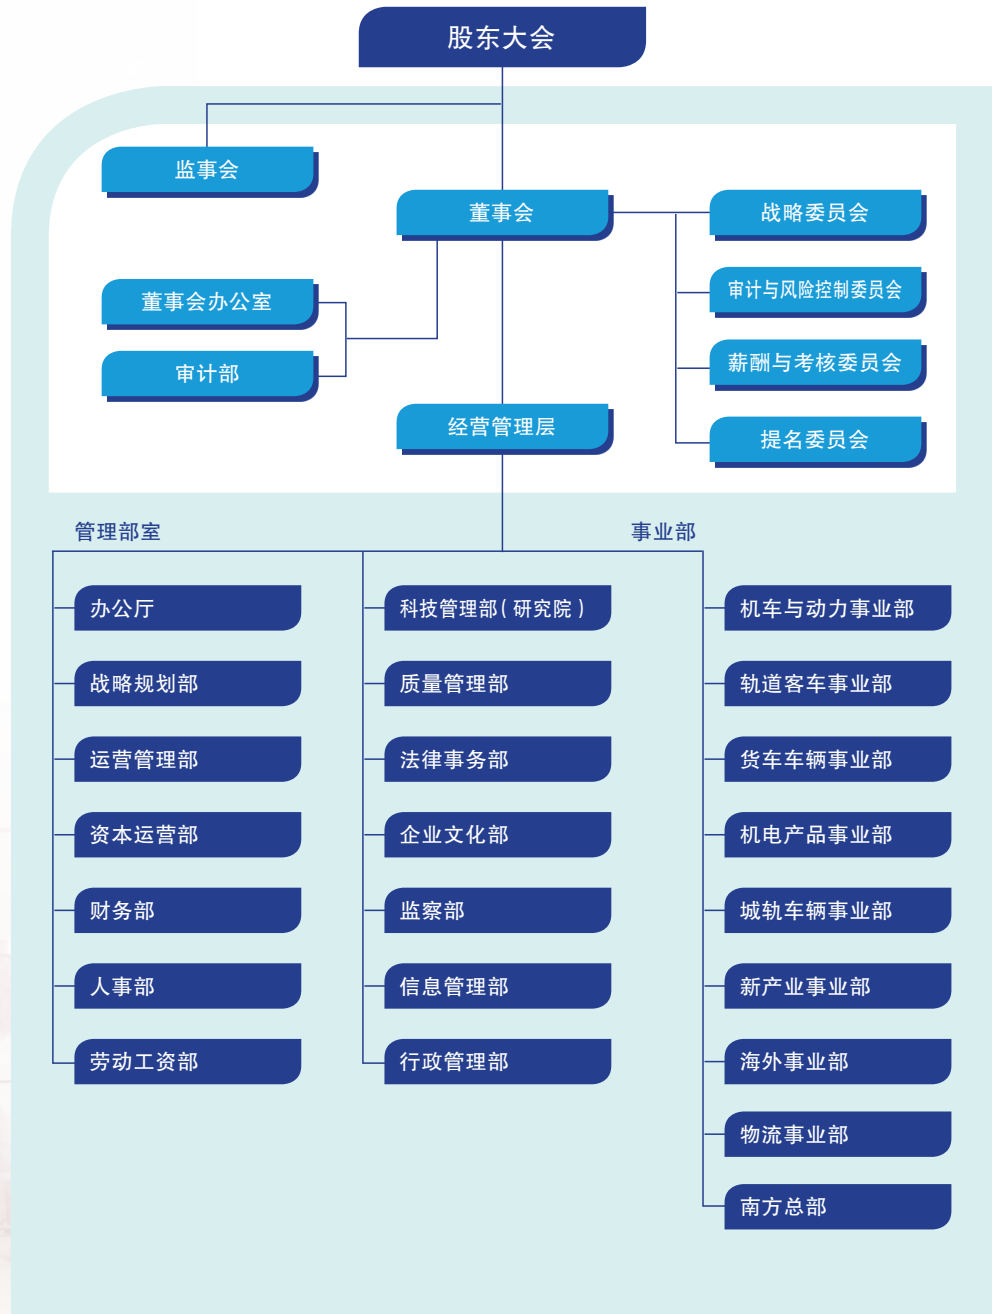 股东大会
监事会
董事会
战略委员会
审计与风险控制委员会
薪酬与考核委员会
提名委员会
董事会办公室
审计部
经营管理层
管理部室
事业部
办公厅
战略规划部
运营管理部
资本运营部
财务部
人事部
劳动工资部
科技管理部(研究院)
质量管理部
法律事务部
企业文化部
监察部
信息管理部
行政管理部
机车与动力事业部
轨道客车事业部
货车车辆事业部
机电产品事业部
城轨车辆事业部
新产业事业部
海外事业部
物流事业部
南方总部